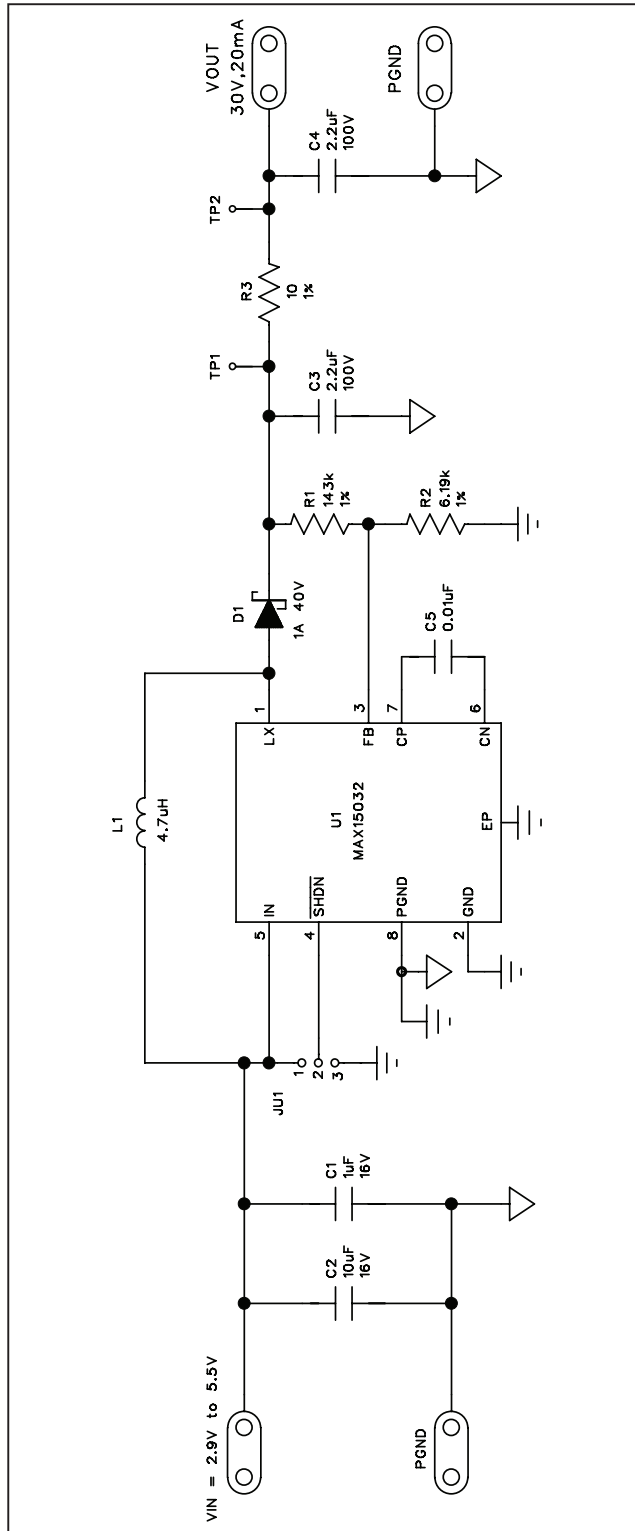 VIN = 2.9V to 5.5V
PGND
C2
10uF
16V
C1
1uF
16V
JU1
1
2
3
L1
4.7uH
5
IN
4
SHDN
8
PGND
2
GND
U1
MAX15032
EP
LX
1
FB
3
CP
7
CN
6
C5
0.01uF
D1
1A 40V
R1
143k
1%
R2
6.19k
1%
C3
2.2uF
100V
TP1
R3
10
1%
TP2
C4
2.2uF
100V
VOUT
30V,20mA
PGND